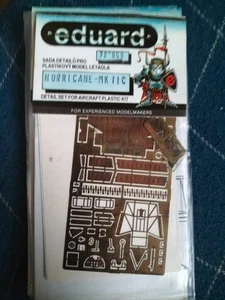 eduard
SADA DETAILŮ PRO
PLASTIKOVÝ MODEL LETADLA
HURRICANE-MK IIC
DETAIL SET FOR AIRCRAFT PLASTIC KIT
FOR EXPERIENCED MODELMAKERS